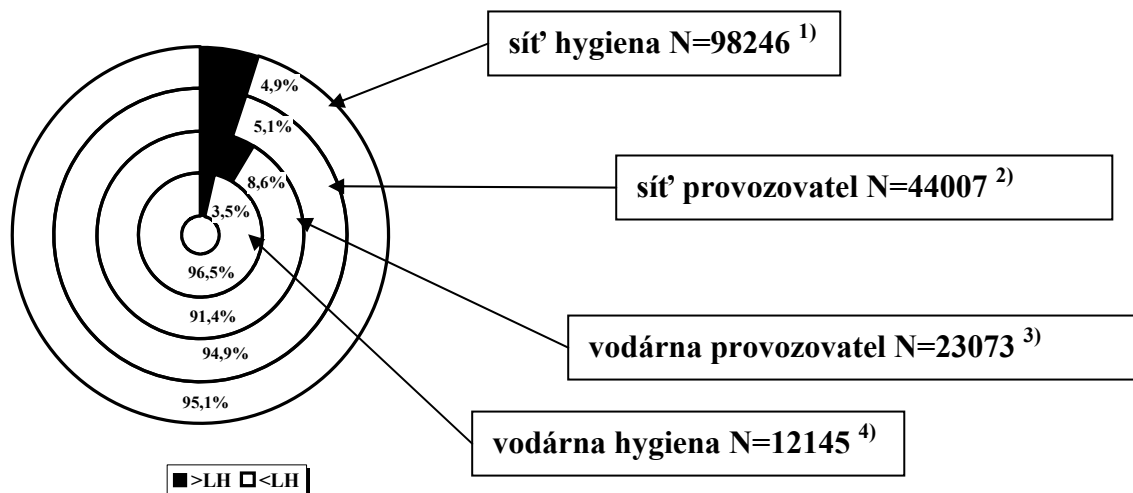 síť hygiena N=98246 1)
4,9%
5,1%
síť provozovatel N=44007 2)
8,6%
3,5%
96,5%
91,4%
vodárna provozovatel N=23073 3)
94,9%
95,1%
vodárna hygiena N=12145 4)
>LH <LH